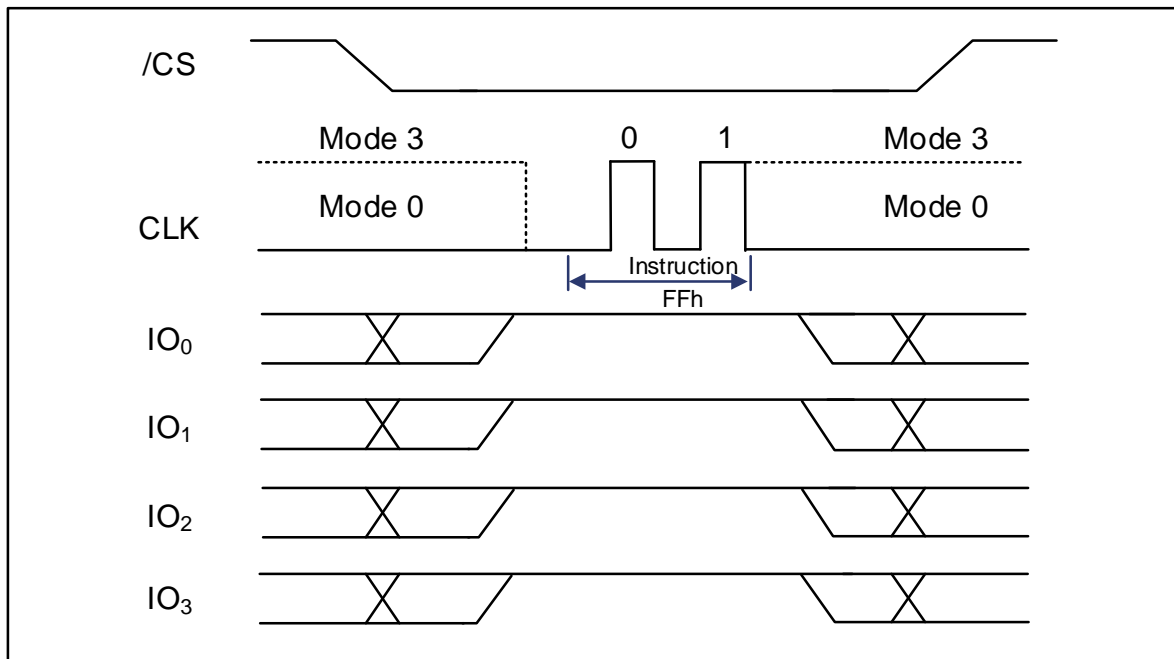 /CS
Mode 3 0 1 Mode 3
Mode 0 Mode 0
CLK
Instruction
FFh
IO0
IO1
IO2
IO3